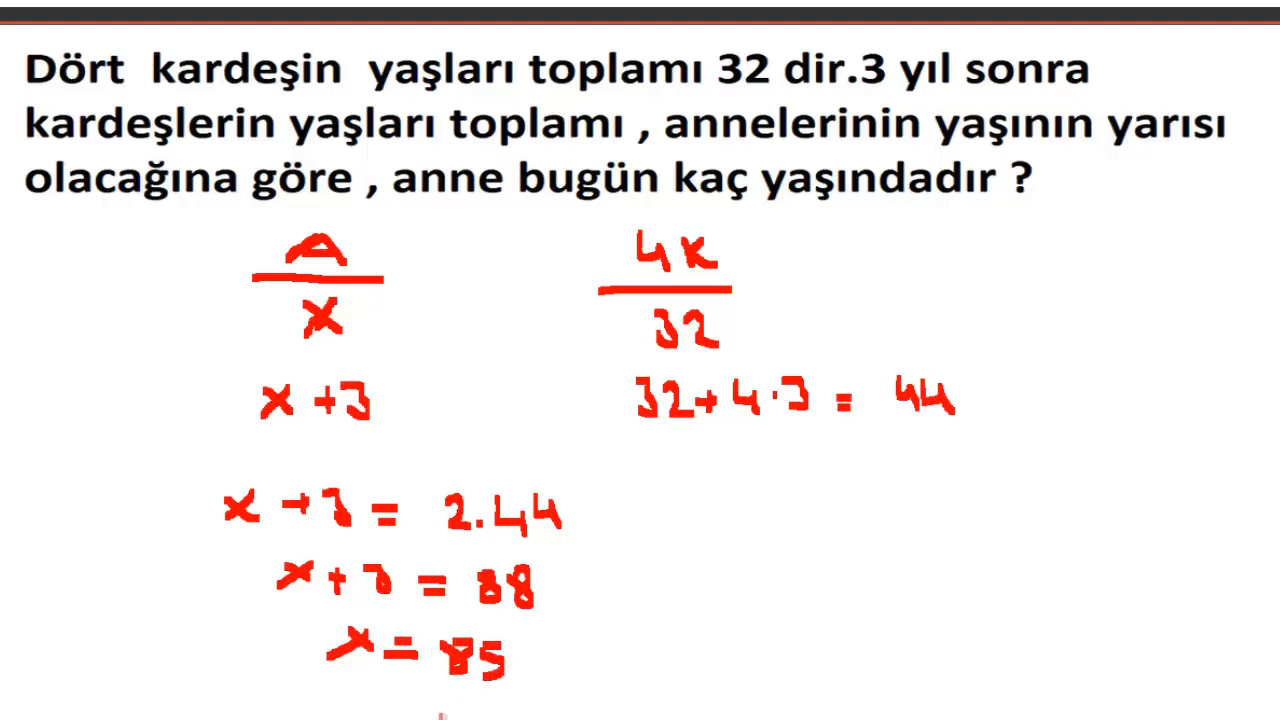 Dört kardeşin yaşları toplamı 32 dir.3 yıl sonra
kardeşlerin yaşları toplamı , annelerinin yaşının yarısı
olacağına göre , anne bugün kaç yaşındadır ?
A 4K
x 32
x +3 32+4.3 = 44
x +3 = 2.44
x+3 = 88
x = 85